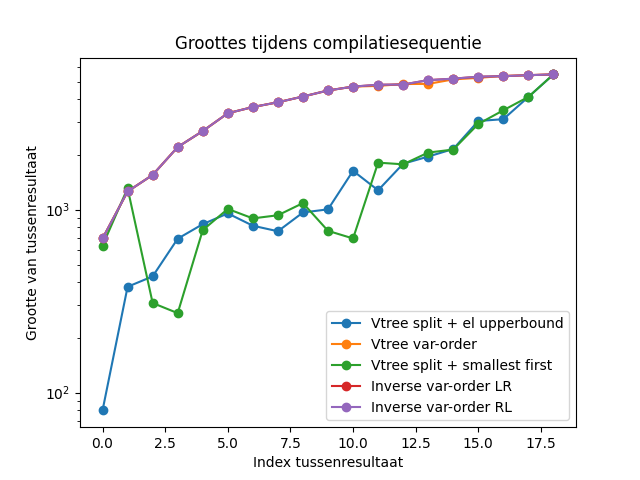 Groottes tijdens compilatiesequentie
Grootte van tussenresultaat
10^3
10^2
Vtree split + el upperbound
Vtree var-order
Vtree split + smallest first
Inverse var-order LR
Inverse var-order RL
0.0 2.5 5.0 7.5 10.0 12.5 15.0 17.5
Index tussenresultaat